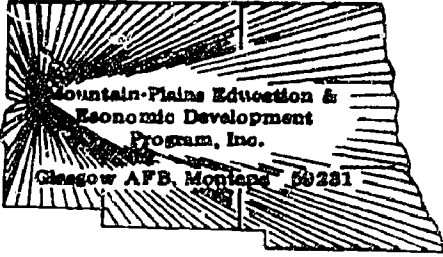 Mountain-Plains Education &
Economic Development
Program, Inc.
Glasgow AFB, Montana 59231